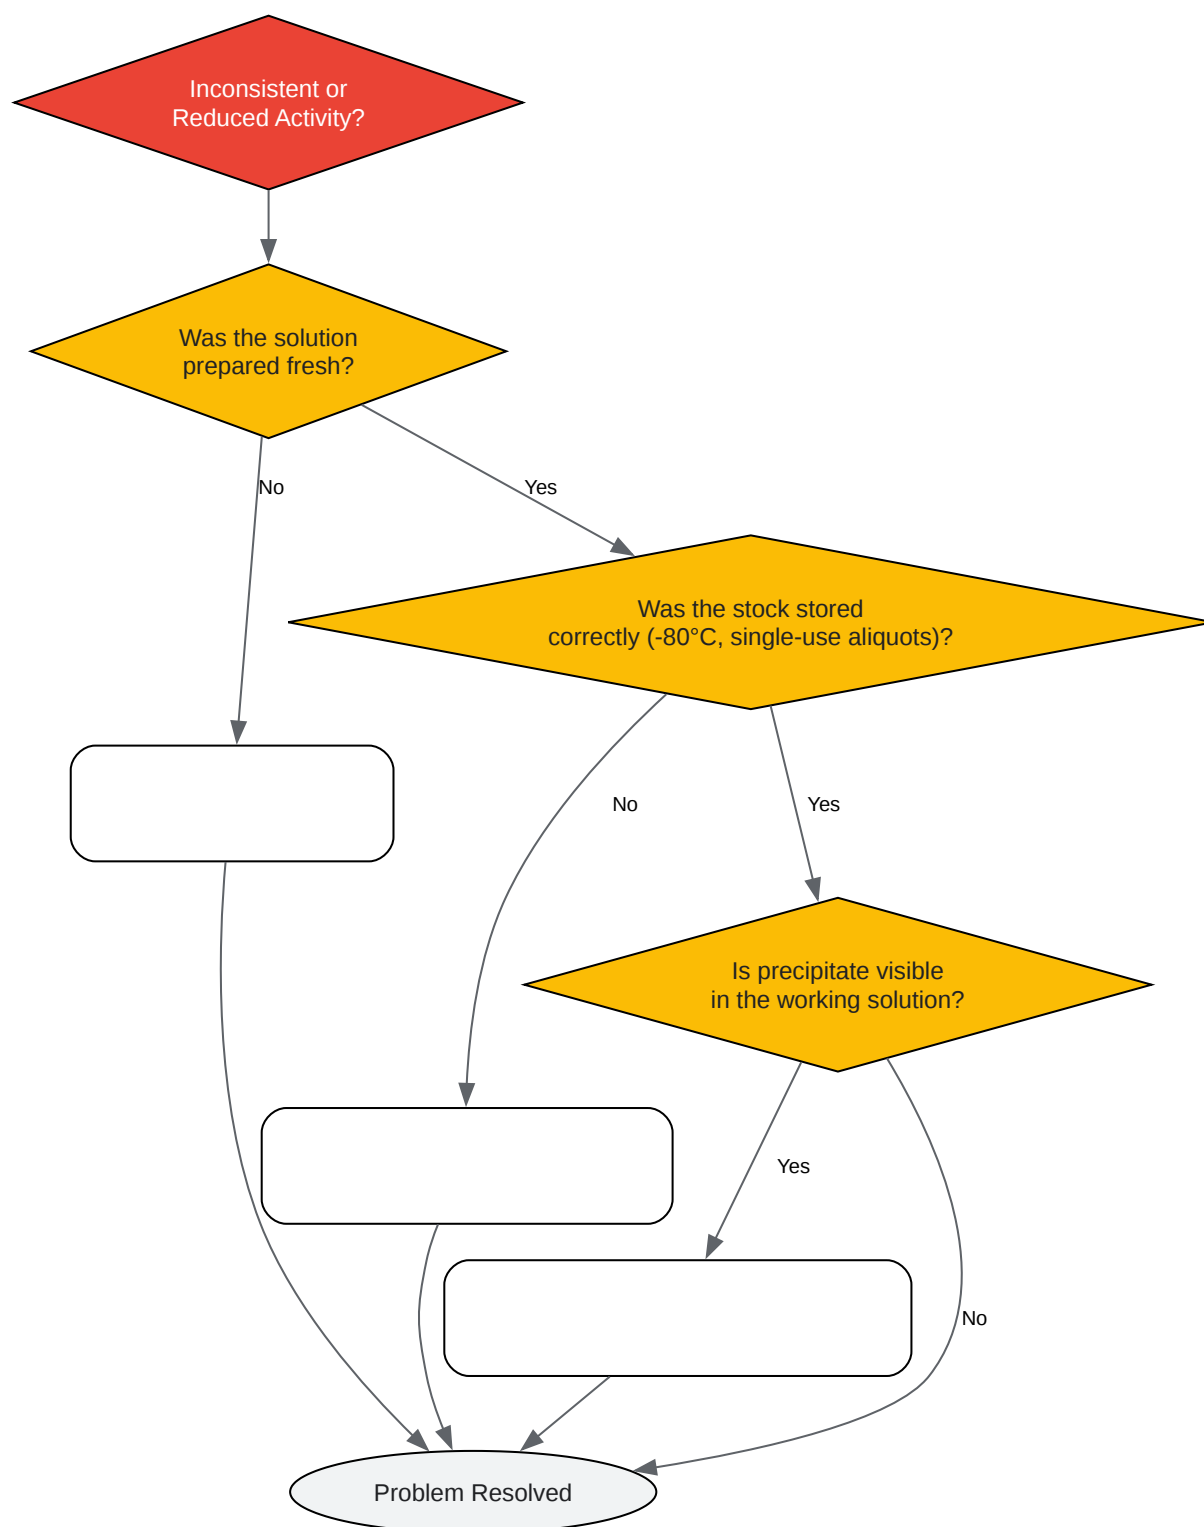 Inconsistent or
Reduced Activity?
Was the solution
prepared fresh?
No
Yes
Was the stock stored
correctly (-80°C, single-use aliquots)?
No
Yes
Is precipitate visible
in the working solution?
Yes
No
Problem Resolved